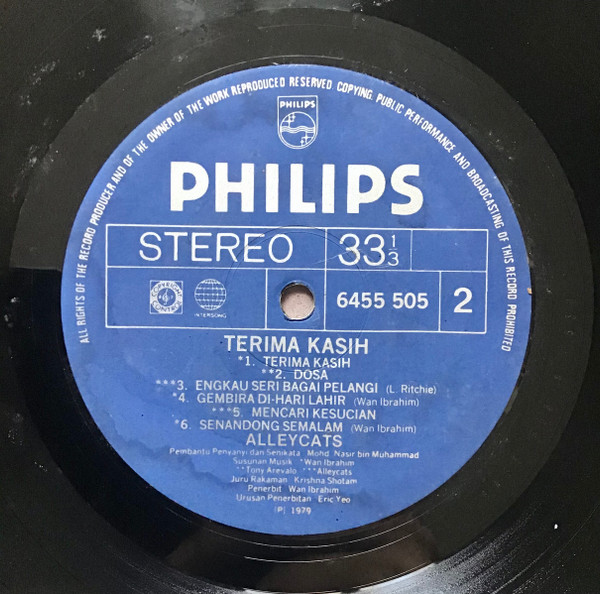 ALL RIGHTS OF THE RECORD PRODUCER AND OF THE OWNER OF THE WORK REPRODUCED RESERVED COPYING, PUBLIC PERFORMANCE AND BROADCASTING OF THIS RECORD PROHIBITED
PHILIPS
PHILIPS
STEREO 33 1/3
INTERSONG
6455 505 2
TERIMA KASIH
*1. TERIMA KASIH
**2. DOSA
***3. ENGKAU SERI BAGAI PELANGI (L. Ritchie)
*4. GEMBIRA DI-HARI LAHIR (Wan Ibrahim)
***5. MENCARI KESUCIAN
*6. SENANDONG SEMALAM (Wan Ibrahim)
ALLEYCATS
Pembantu Penyanyi dan Senikata Mohd. Nasir bin Muhammad
Susunan Musik *Wan Ibrahim
**Tony Arevalo ***Alleycats
Juru Rakaman Krishna Shotam
Penerbit Wan Ibrahim
Urusan Penerbitan Eric Yeo
(P) 1979